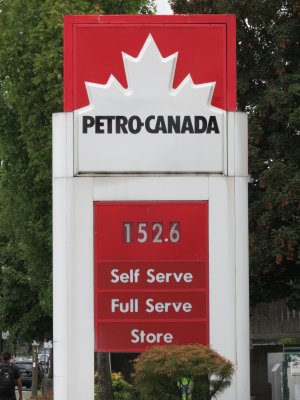 PETRO-CANADA
152.6
Self Serve
Full Serve
Store